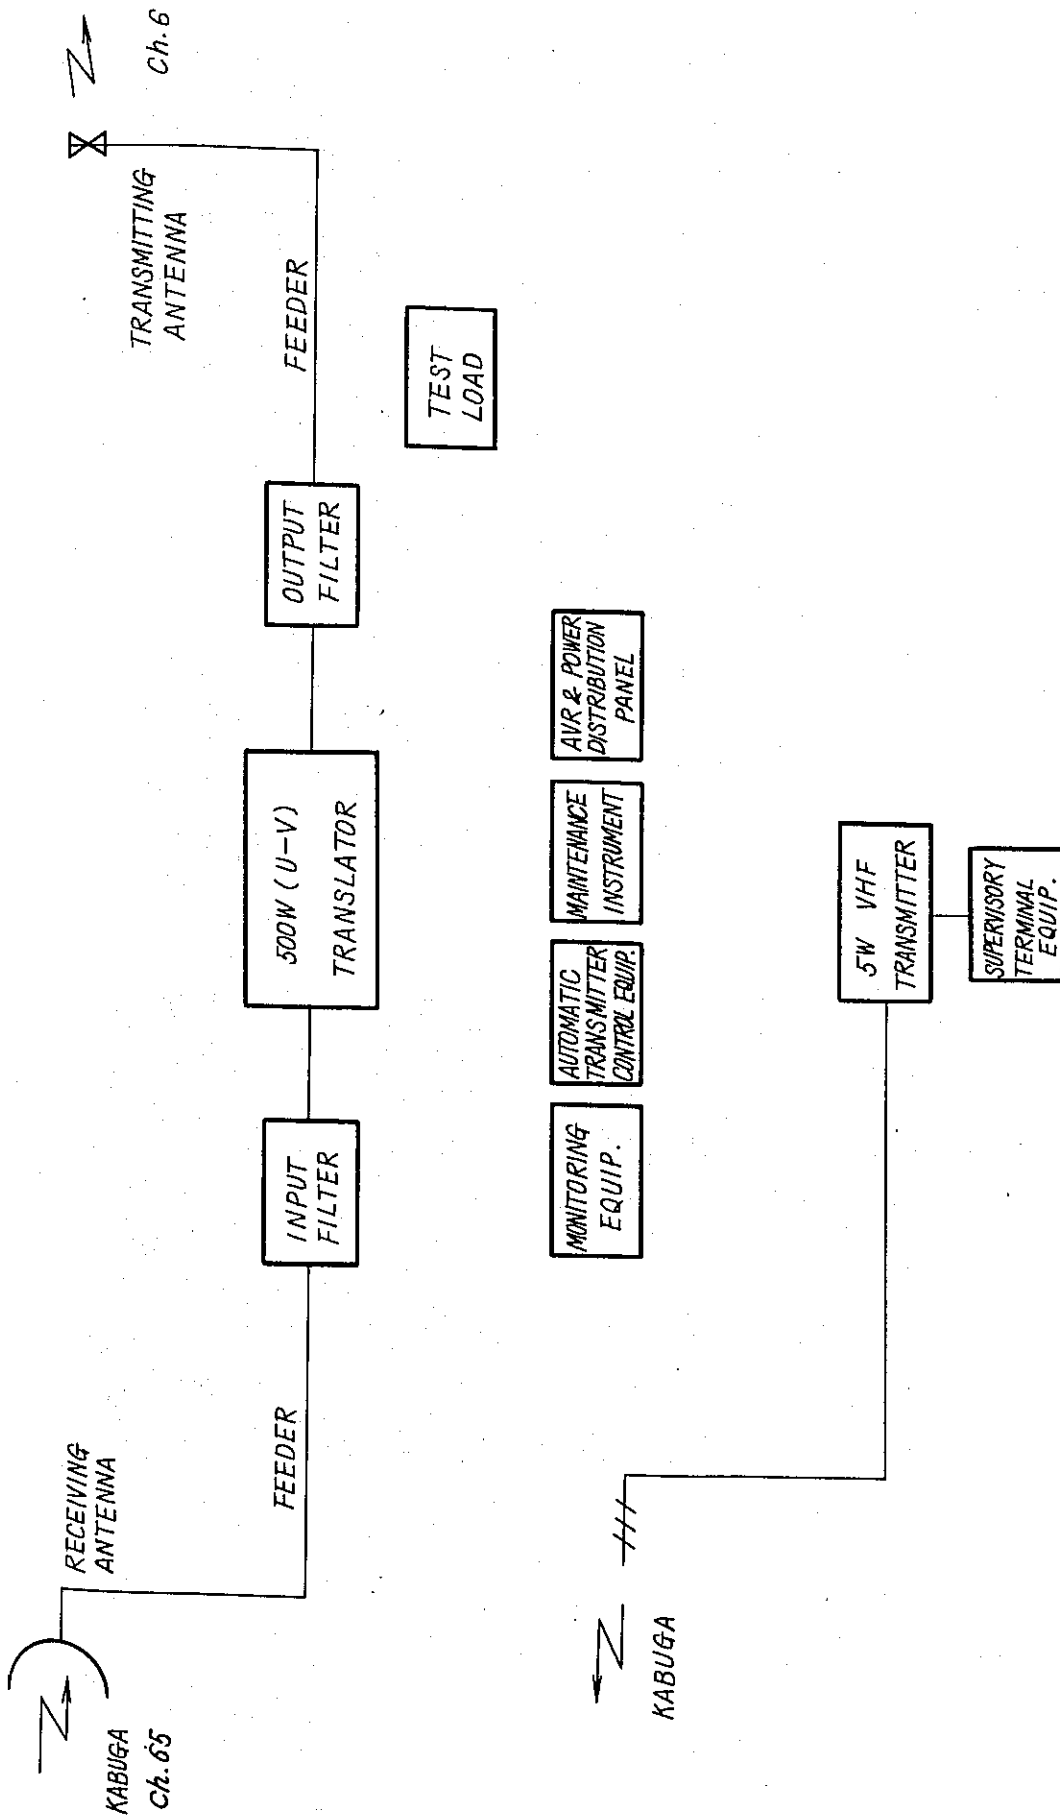 KABUGA
Ch.65
RECEIVING
ANTENNA
FEEDER
INPUT
FILTER
500W (U-V)
TRANSLATOR
OUTPUT
FILTER
FEEDER
TRANSMITTING
ANTENNA
Ch.6
TEST
LOAD
MONITORING
EQUIP.
AUTOMATIC
TRANSMITTER
CONTROL EQUIP.
MAINTENANCE
INSTRUMENT
AVR & POWER
DISTRIBUTION
PANEL
KABUGA
5W VHF
TRANSMITTER
SUPERVISORY
TERMINAL
EQUIP.